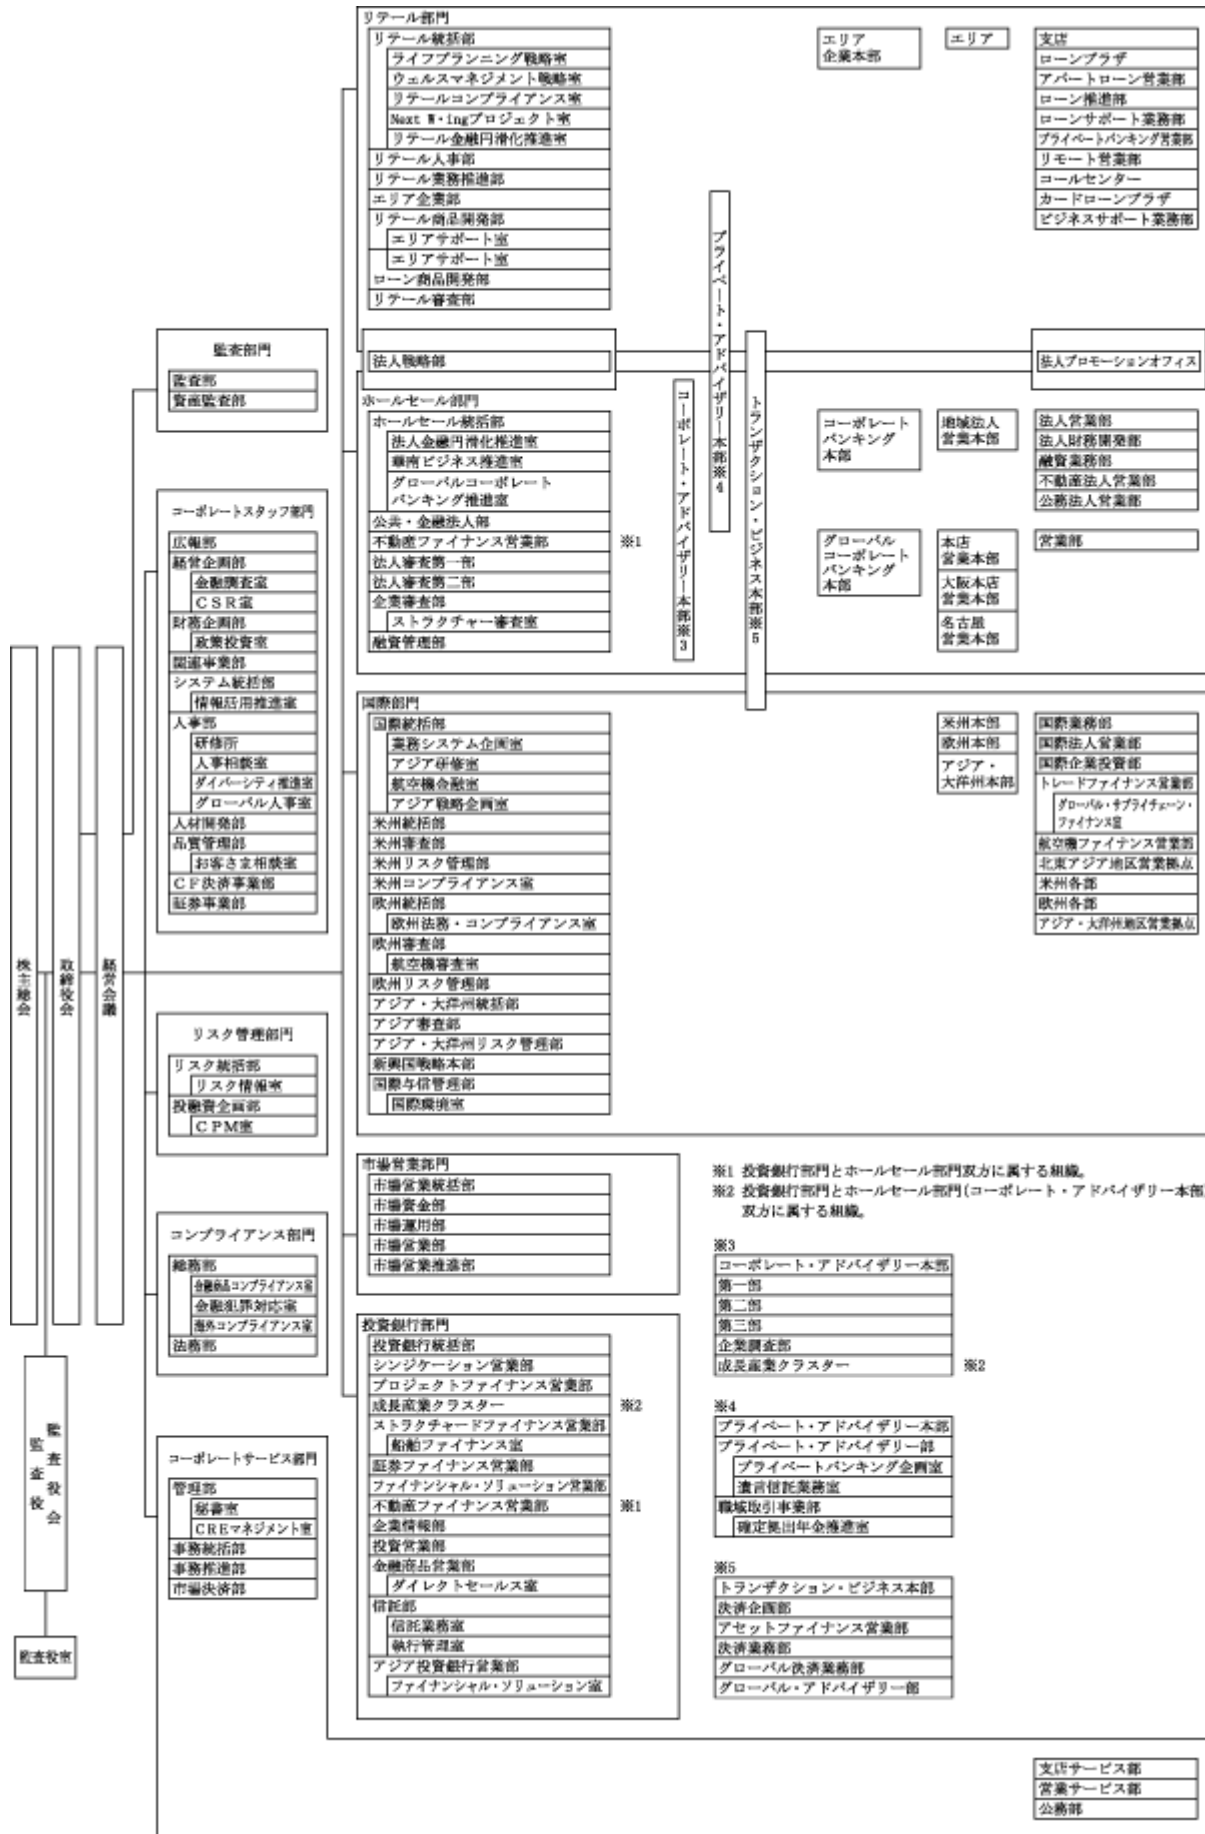 リテール部門
リテール統括部
ライフプランニング戦略室
ウェルスマネジメント戦略室
リテールコンプライアンス室
Next W・ingプロジェクト室
リテール金融円滑化推進室
リテール人事部
リテール業務推進部
エリア企業部
リテール商品開発部
エリアサポート室
エリアサポート室
ローン商品開発部
リテール審査部
エリア
企業本部
エリア
支店
ローンプラザ
アパートローン営業部
ローン推進部
ローンサポート業務部
プライベートバンキング営業部
リモート営業部
コールセンター
カードローンプラザ
ビジネスサポート業務部
プライベート・アドバイザリー本部※4
コーポレート・アドバイザリー本部※3
トランザクション・ビジネス本部※5
法人戦略部
法人プロモーションオフィス
ホールセール部門
ホールセール統括部
法人金融円滑化推進室
華南ビジネス推進室
グローバルコーポレート
バンキング推進室
公共・金融法人部
不動産ファイナンス営業部 ※1
法人審査第一部
法人審査第二部
企業審査部
ストラクチャー審査室
融資管理部
コーポレート
バンキング
本部
地域法人
営業本部
法人営業部
法人財務開発部
融資業務部
不動産法人営業部
公務法人営業部
グローバル
コーポレート
バンキング
本部
本店
営業本部
大阪本店
営業本部
名古屋
営業本部
営業部
国際部門
国際統括部
業務システム企画室
アジア研修室
航空機金融室
アジア戦略企画室
米州統括部
米州審査部
米州リスク管理部
米州コンプライアンス室
欧州統括部
欧州法務・コンプライアンス室
欧州審査部
航空機審査室
欧州リスク管理部
アジア・大洋州統括部
アジア審査部
アジア・大洋州リスク管理部
新興国戦略本部
国際与信管理部
国際環境室
米州本部
欧州本部
アジア・
大洋州本部
国際業務部
国際法人営業部
国際企業投資部
トレードファイナンス営業部
グローバル・サプライチェーン・
ファイナンス室
航空機ファイナンス営業部
北東アジア地区営業拠点
米州各部
欧州各部
アジア・大洋州地区営業拠点
市場営業部門
市場営業統括部
市場資金部
市場運用部
市場営業部
市場営業推進部
投資銀行部門
投資銀行統括部
シンジケーション営業部
プロジェクトファイナンス営業部
成長産業クラスター ※2
ストラクチャードファイナンス営業部
船舶ファイナンス室
証券ファイナンス営業部
ファイナンシャル・ソリューション営業部
不動産ファイナンス営業部 ※1
企業情報部
投資営業部
金融商品営業部
ダイレクトセールス室
信託部
信託業務室
執行管理室
アジア投資銀行営業部
ファイナンシャル・ソリューション室
※1 投資銀行部門とホールセール部門双方に属する組織。
※2 投資銀行部門とホールセール部門(コーポレート・アドバイザリー本部)
双方に属する組織。
※3
コーポレート・アドバイザリー本部
第一部
第二部
第三部
企業調査部
成長産業クラスター ※2
※4
プライベート・アドバイザリー本部
プライベート・アドバイザリー部
プライベートバンキング企画室
遺言信託業務室
職域取引事業部
確定拠出年金推進室
※5
トランザクション・ビジネス本部
決済企画部
アセットファイナンス営業部
決済業務部
グローバル決済業務部
グローバル・アドバイザリー部
支店サービス部
営業サービス部
公務部
監査部門
監査部
資産監査部
コーポレートスタッフ部門
広報部
経営企画部
金融調査室
CSR室
財務企画部
政策投資室
関連事業部
システム統括部
情報活用推進室
人事部
研修所
人事相談室
ダイバーシティ推進室
グローバル人事室
人材開発部
品質管理部
お客さま相談室
CF決済事業部
証券事業部
リスク管理部門
リスク統括部
リスク情報室
投融資企画部
CPM室
コンプライアンス部門
総務部
金融商品コンプライアンス室
金融犯罪対応室
海外コンプライアンス室
法務部
コーポレートサービス部門
管理部
秘書室
CREマネジメント室
事務統括部
事務推進部
市場決済部
株主総会
取締役会
経営会議
監査役会
監査役
監査役室